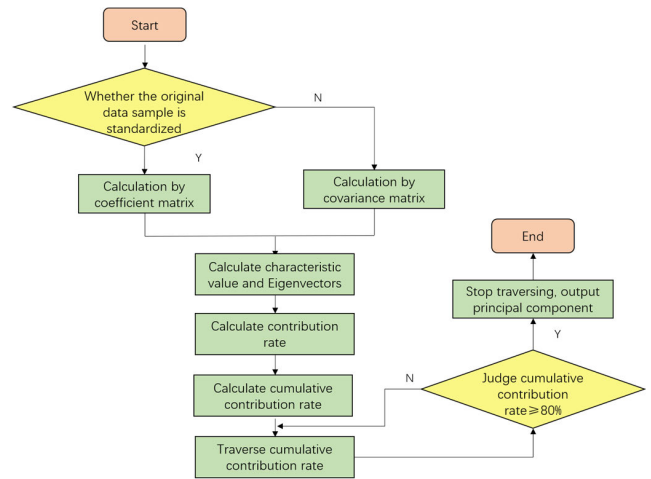 Start
Whether the original
data sample is
standardized
N
Y
Calculation by
coefficient matrix
Calculation by
covariance matrix
Calculate characteristic
value and Eigenvectors
Calculate contribution
rate
Calculate cumulative
contribution rate
Traverse cumulative
contribution rate
N
Judge cumulative
contribution
rate≥80%
Y
Stop traversing, output
principal component
End